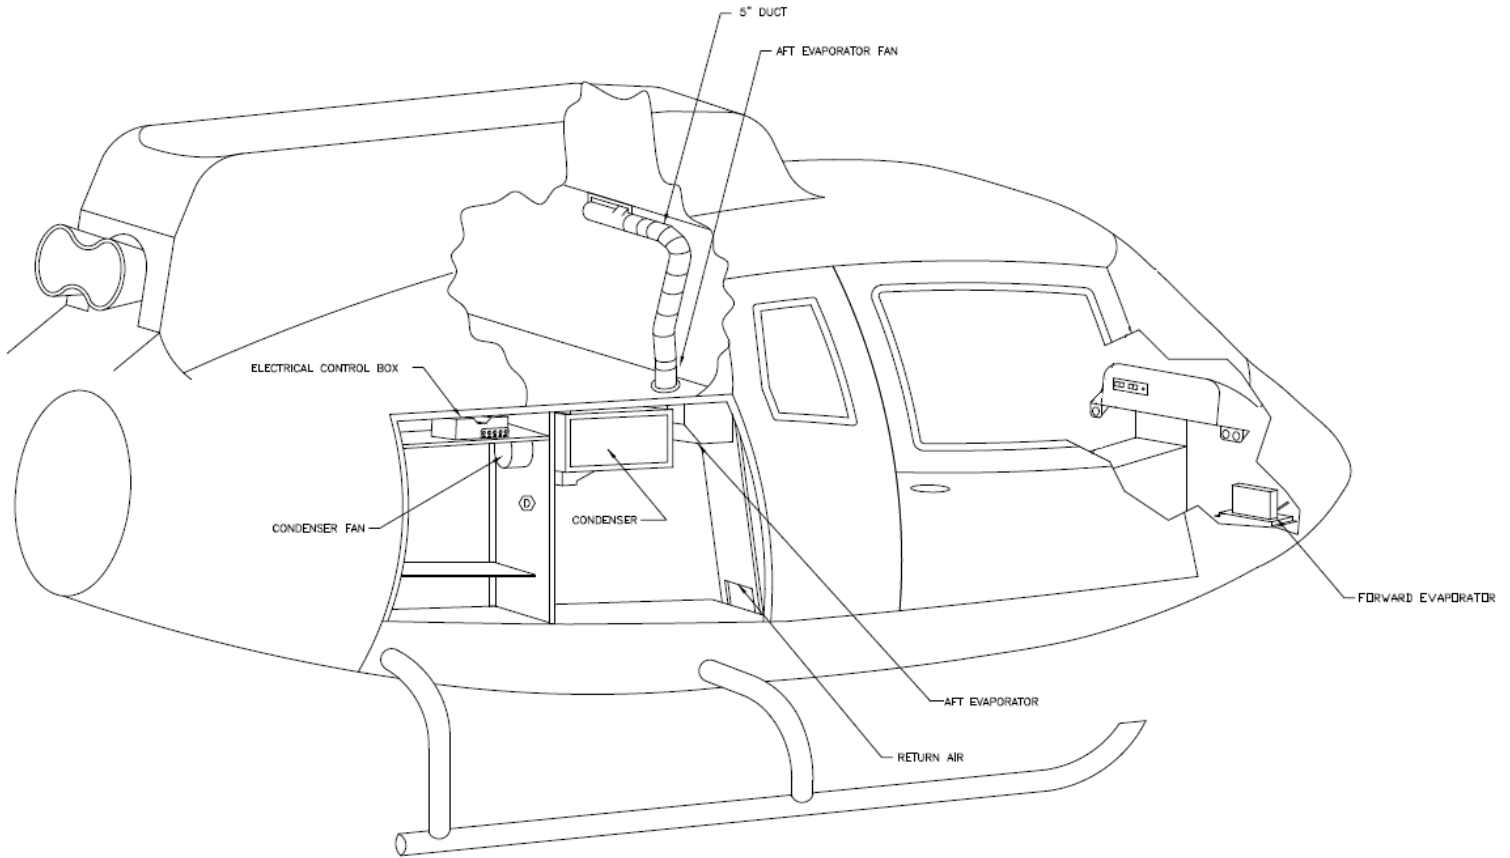 5" DUCT
AFT EVAPORATOR FAN
ELECTRICAL CONTROL BOX
D
CONDENSER FAN
CONDENSER
FORWARD EVAPORATOR
AFT EVAPORATOR
RETURN AIR